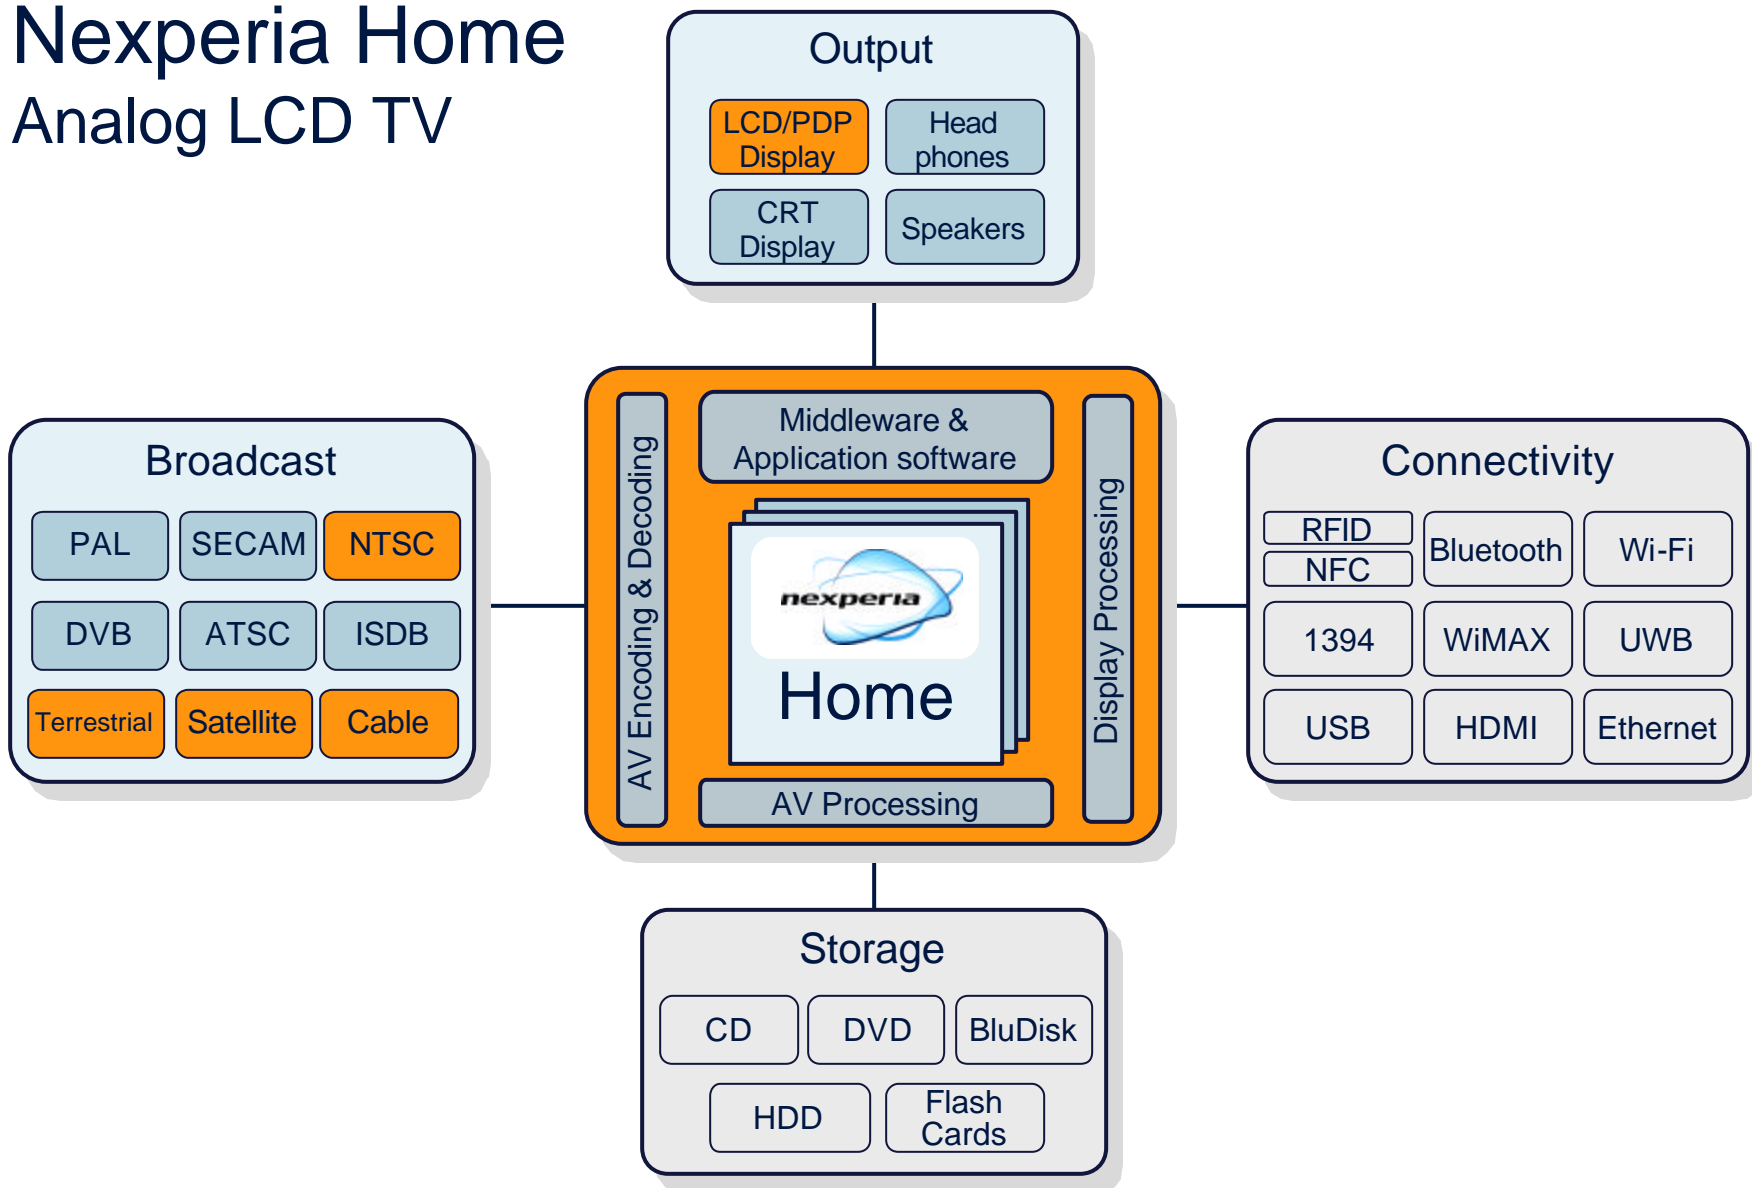 Nexperia Home
Analog LCD TV
Output
LCD/PDP
Display
Head
phones
CRT
Display
Speakers
Broadcast
PAL
SECAM
NTSC
DVB
ATSC
ISDB
Terrestrial
Satellite
Cable
AV Encoding & Decoding
Middleware &
Application software
nexperia
Home
AV Processing
Display Processing
Connectivity
RFID
NFC
Bluetooth
Wi-Fi
1394
WiMAX
UWB
USB
HDMI
Ethernet
Storage
CD
DVD
BluDisk
HDD
Flash
Cards